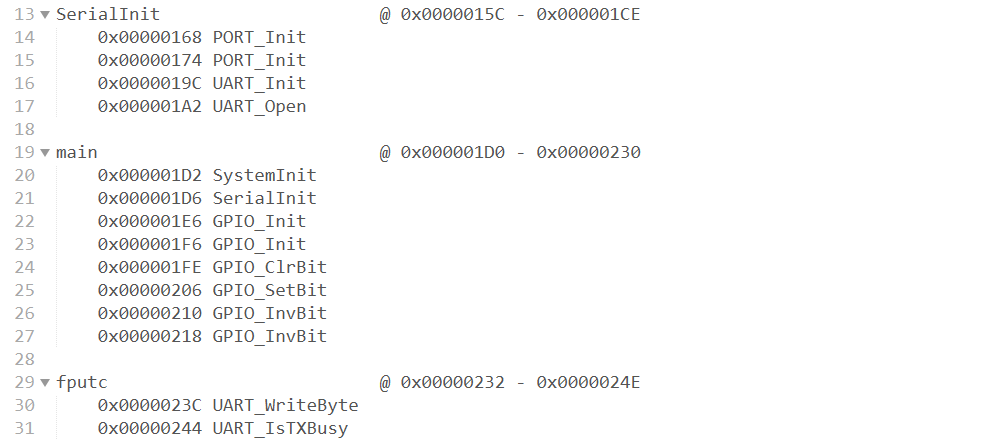 13 SerialInit @ 0x0000015C - 0x000001CE
14 0x00000168 PORT_Init
15 0x00000174 PORT_Init
16 0x0000019C UART_Init
17 0x000001A2 UART_Open
18
19 main @ 0x000001D0 - 0x00000230
20 0x000001D2 SystemInit
21 0x000001D6 SerialInit
22 0x000001E6 GPIO_Init
23 0x000001F6 GPIO_Init
24 0x000001FE GPIO_ClrBit
25 0x00000206 GPIO_SetBit
26 0x00000210 GPIO_InvBit
27 0x00000218 GPIO_InvBit
28
29 fputc @ 0x00000232 - 0x0000024E
30 0x0000023C UART_WriteByte
31 0x00000244 UART_IsTXBusy